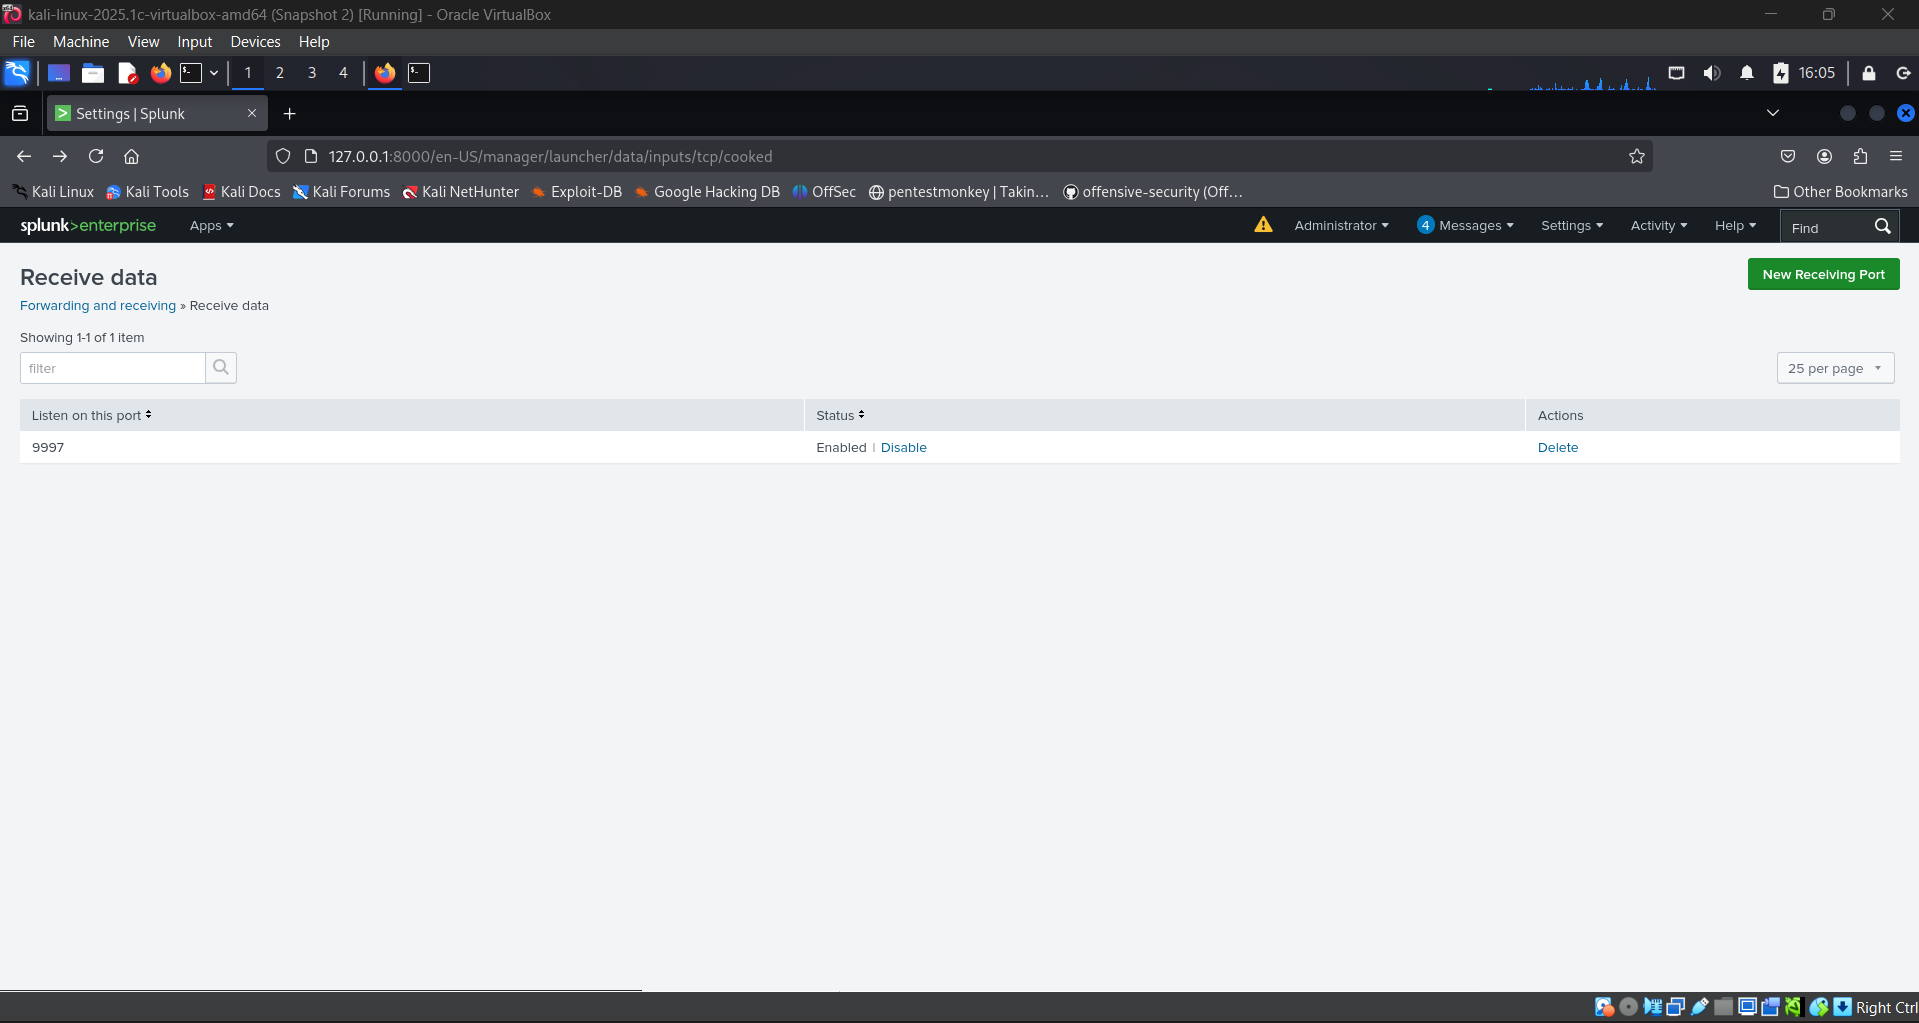 kali-linux-2025.1c-virtualbox-amd64 (Snapshot 2) [Running] - Oracle VirtualBox
File Machine View Input Devices Help
1 2 3 4 16:05
Settings | Splunk
127.0.0.1:8000/en-US/manager/launcher/data/inputs/tcp/cooked
Kali Linux Kali Tools Kali Docs Kali Forums Kali NetHunter Exploit-DB Google Hacking DB OffSec pentestmonkey | Takin… offensive-security (Off… Other Bookmarks
splunk>enterprise Apps Administrator 4 Messages Settings Activity Help Find
Receive data New Receiving Port
Forwarding and receiving » Receive data
Showing 1-1 of 1 item
filter 25 per page
Listen on this port Status Actions
9997 Enabled | Disable Delete
Right Ctrl